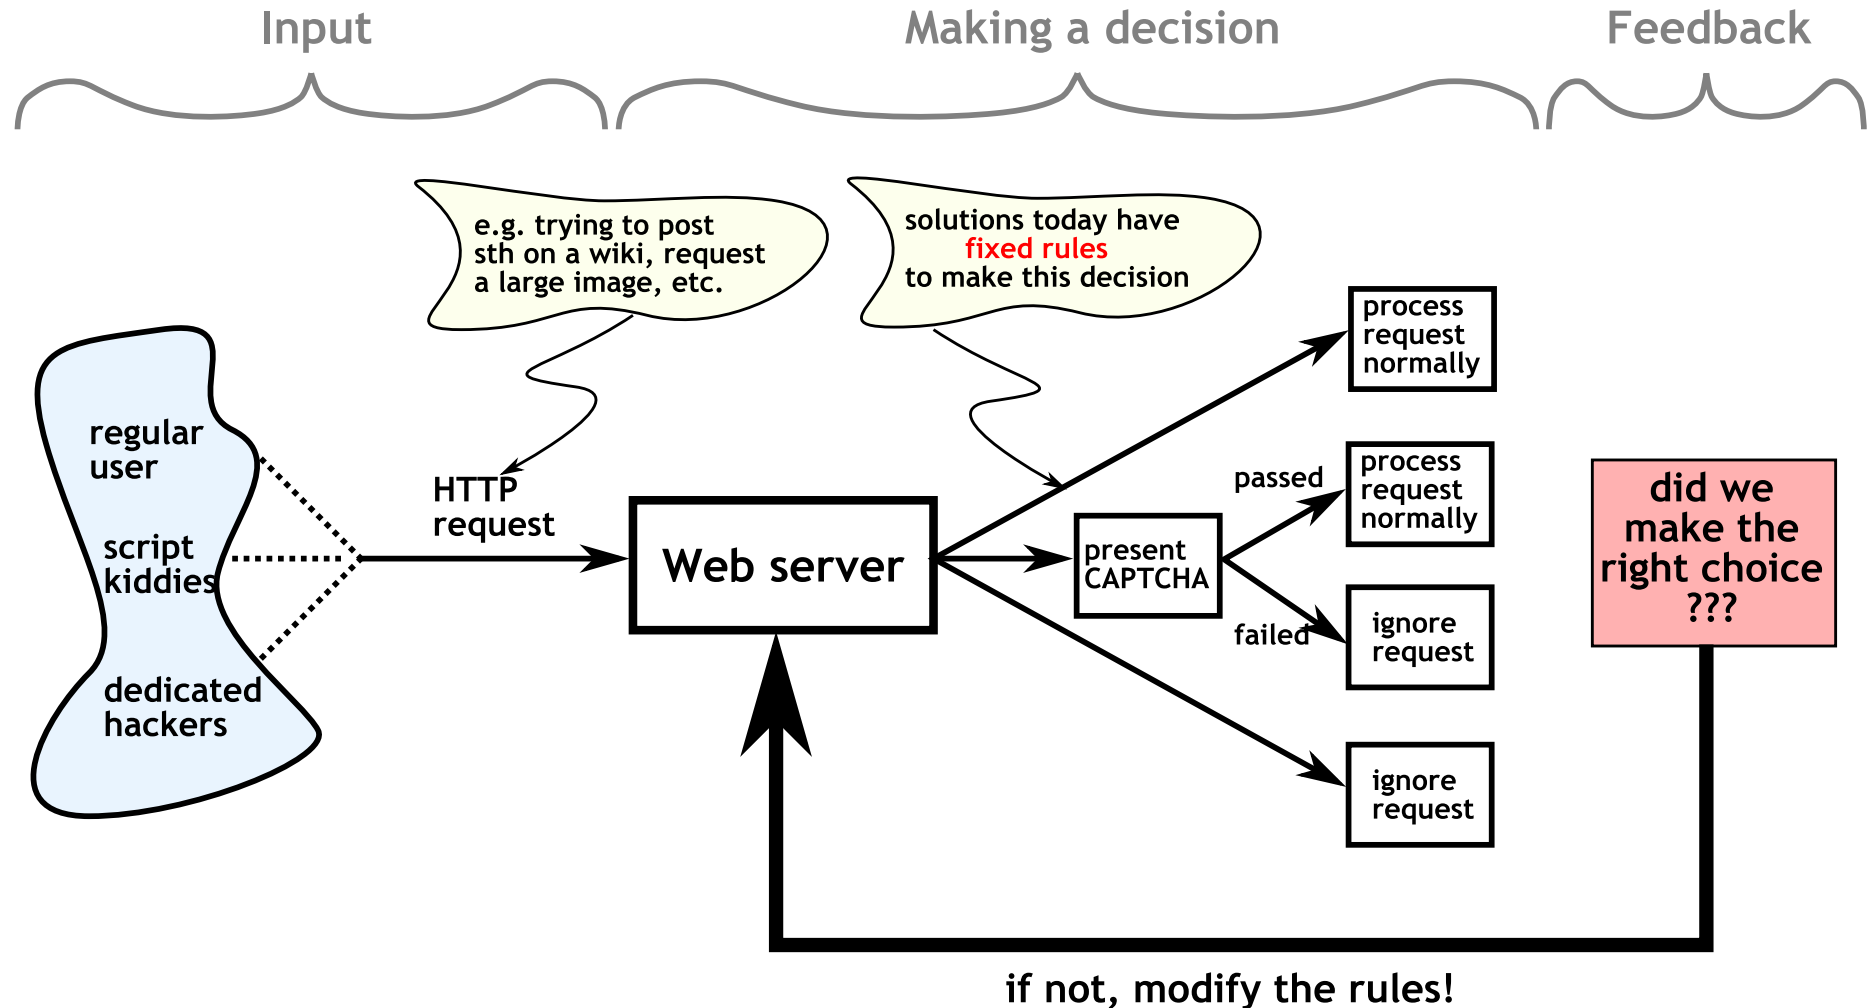 Input
Making a decision
Feedback
e.g. trying to post
sth on a wiki, request
a large image, etc.
solutions today have
fixed rules
to make this decision
regular
user
script
kiddies
dedicated
hackers
HTTP
request
Web server
present
CAPTCHA
passed
failed
process
request
normally
process
request
normally
ignore
request
ignore
request
did we
make the
right choice
???
if not, modify the rules!